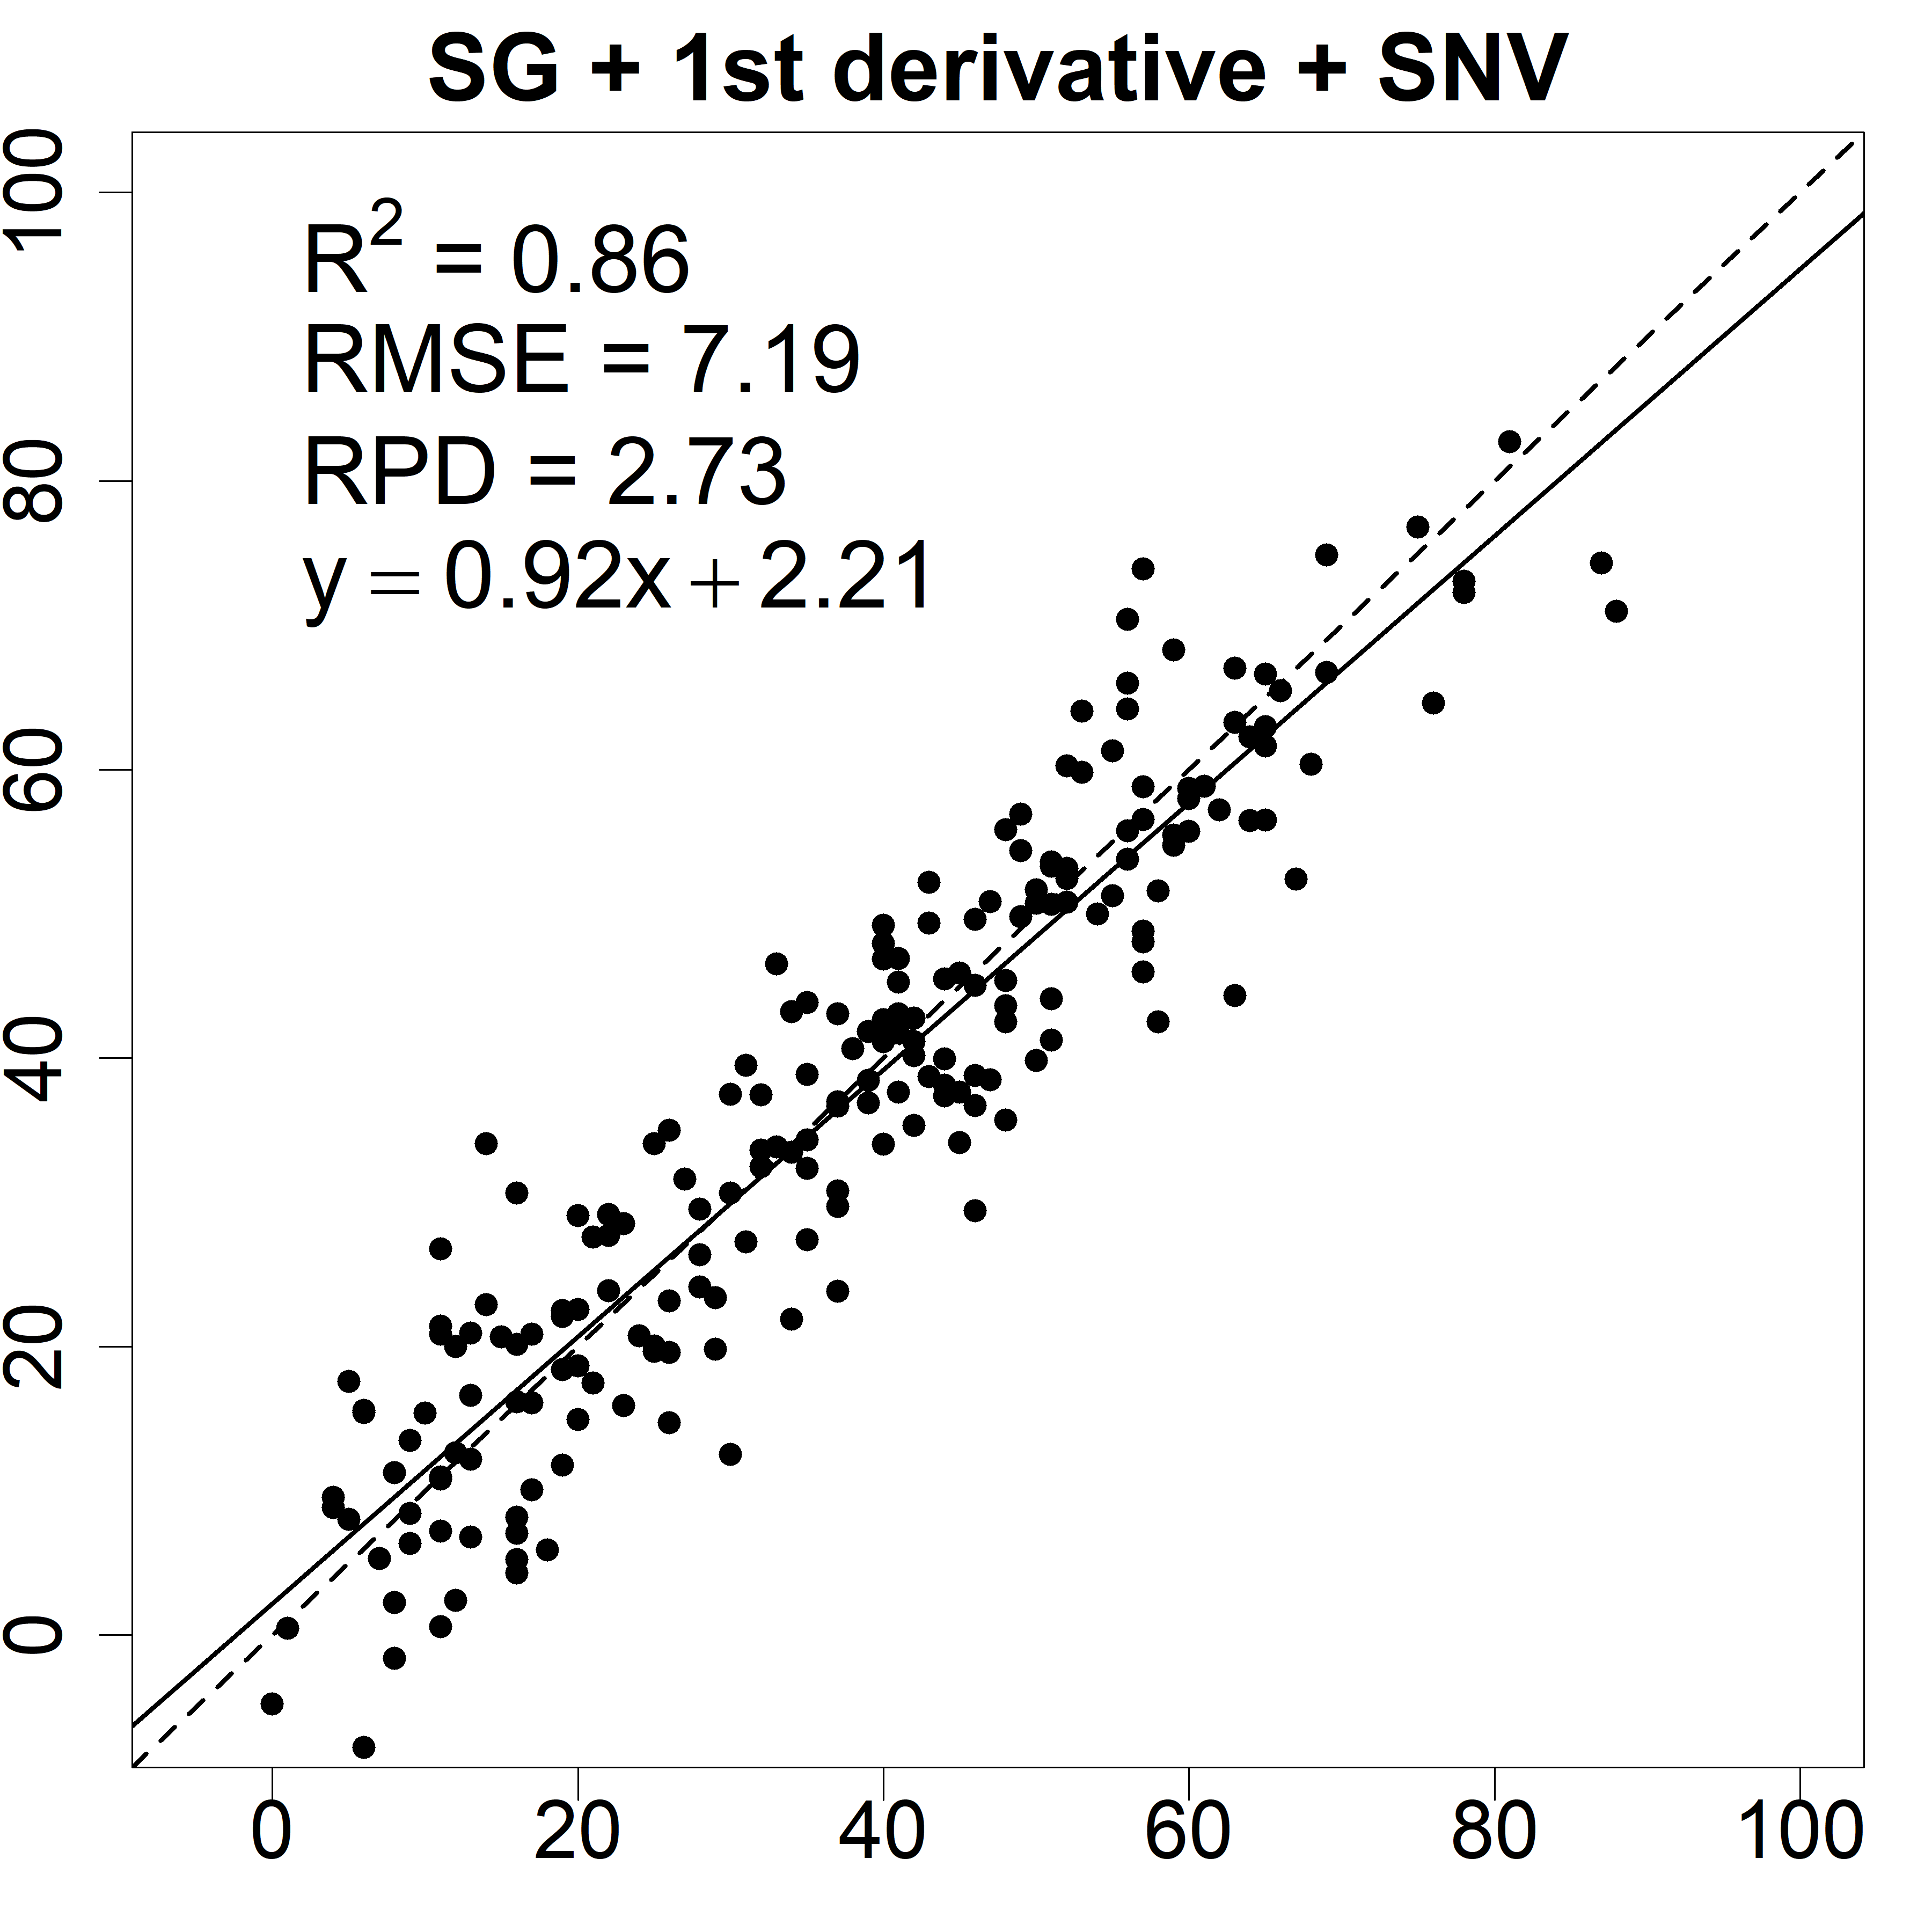 SG + 1st derivative + SNV
100
80
60
40
20
0
R² = 0.86
RMSE = 7.19
RPD = 2.73
y = 0.92x + 2.21
0 20 40 60 80 100